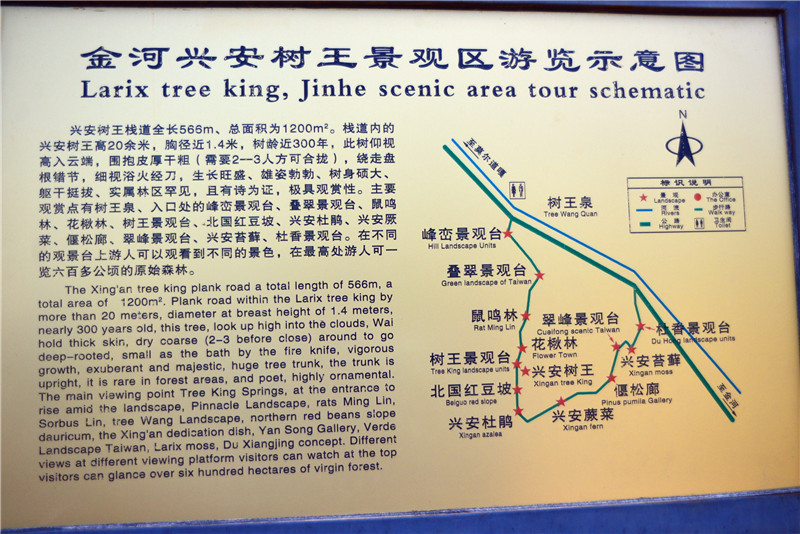 金河兴安树王景观区游览示意图
Larix tree king, Jinhe scenic area tour schematic
兴安树王栈道全长566m、总面积为1200m²。栈道内的
兴安树王高20余米，胸径近1.4米，树龄近300年，此树仰视
高入云端，围抱皮厚干粗（需要2--3人方可合拢），绕走盘
根错节，细视浴火经刀，生长旺盛、雄姿勃勃、树身硕大、
躯干挺拔、实属林区罕见，且有诗为证，极具观赏性。主要
观赏点有树王泉、入口处的峰峦景观台、叠翠景观台、鼠鸣
林、花楸林、树王景观台、北国红豆坡、兴安杜鹃、兴安蕨
菜、偃松廊、翠峰景观台、兴安苔藓、杜香景观台。在不同
的观景台上游人可以观看到不同的景色，在最高处游人可一
览六百多公顷的原始森林。
The Xing'an tree king plank road a total length of 566m, a
total area of 1200m². Plank road within the Larix tree king by
more than 20 meters, diameter at breast height of 1.4 meters,
nearly 300 years old, this tree, look up high into the clouds, Wai
hold thick skin, dry coarse (2-3 before close) around to go
deep-rooted, small as the bath by the fire knife, vigorous
growth, exuberant and majestic, huge tree trunk, the trunk is
upright, it is rare in forest areas, and poet, highly ornamental.
The main viewing point Tree King Springs, at the entrance to
rise amid the landscape, Pinnacle Landscape, rats Ming Lin,
Sorbus Lin, tree Wang Landscape, northern red beans slope
dauricum, the Xing'an dedication dish, Yan Song Gallery, Verde
Landscape Taiwan, Larix moss, Du Xiangjing concept. Different
views at different viewing platform visitors can watch at the top
visitors can glance over six hundred hectares of virgin forest.
N
标识说明
景观
Landscape
办公室
The Office
河流
Rivers
步行路
Walk way
公路
Highway
卫生间
Toilet
至莫尔道嘎
树王泉
Tree Wang Quan
峰峦景观台
Hill Landscape Units
叠翠景观台
Green landscape of Taiwan
鼠鸣林
Rat Ming Lin
翠峰景观台
Cueifong scenic Taiwan
杜香景观台
Du Hong landscape units
花楸林
Flower Town
兴安苔藓
Xingan moss
树王景观台
Tree King landscape units
兴安树王
Xingan tree King
北国红豆坡
Beiguo red slope
偃松廊
Pinus pumila Gallery
兴安杜鹃
Xingan azalea
兴安蕨菜
Xingan fern
至金河